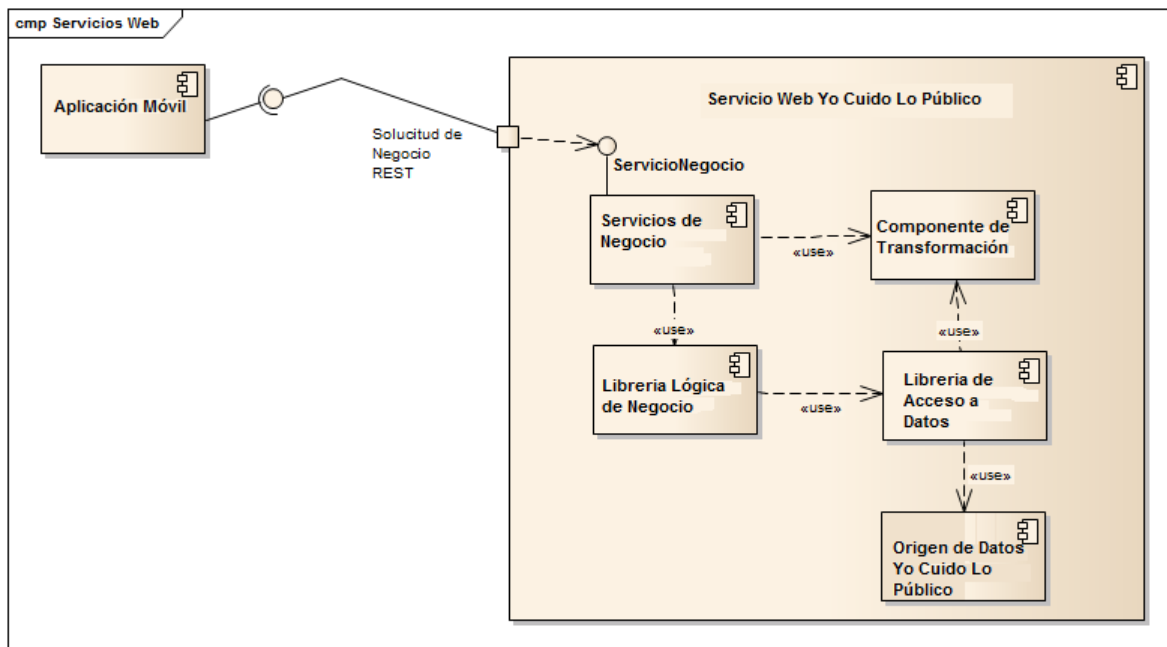 cmp Servicios Web
Aplicación Móvil
Solucitud de
Negocio
REST
Servicio Web Yo Cuido Lo Público
ServicioNegocio
Servicios de
Negocio
«use»
Componente de
Transformación
«use»
«use»
Libreria Lógica
de Negocio
«use»
Libreria de
Acceso a
Datos
«use»
Origen de Datos
Yo Cuido Lo
Público